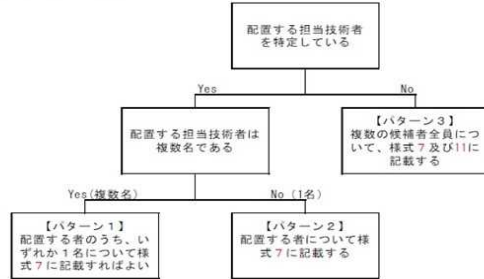 配置する担当技術者
を特定している
Yes
No
配置する担当技術者は
複数名である
【パターン3】
複数の候補者全員につ
いて、様式7及び11に
記載する
Yes(複数名)
No (1名)
【パターン1】
配置する者のうち、い
ずれか1名について様
式7に記載すればよい
【パターン2】
配置する者について様
式7に記載する